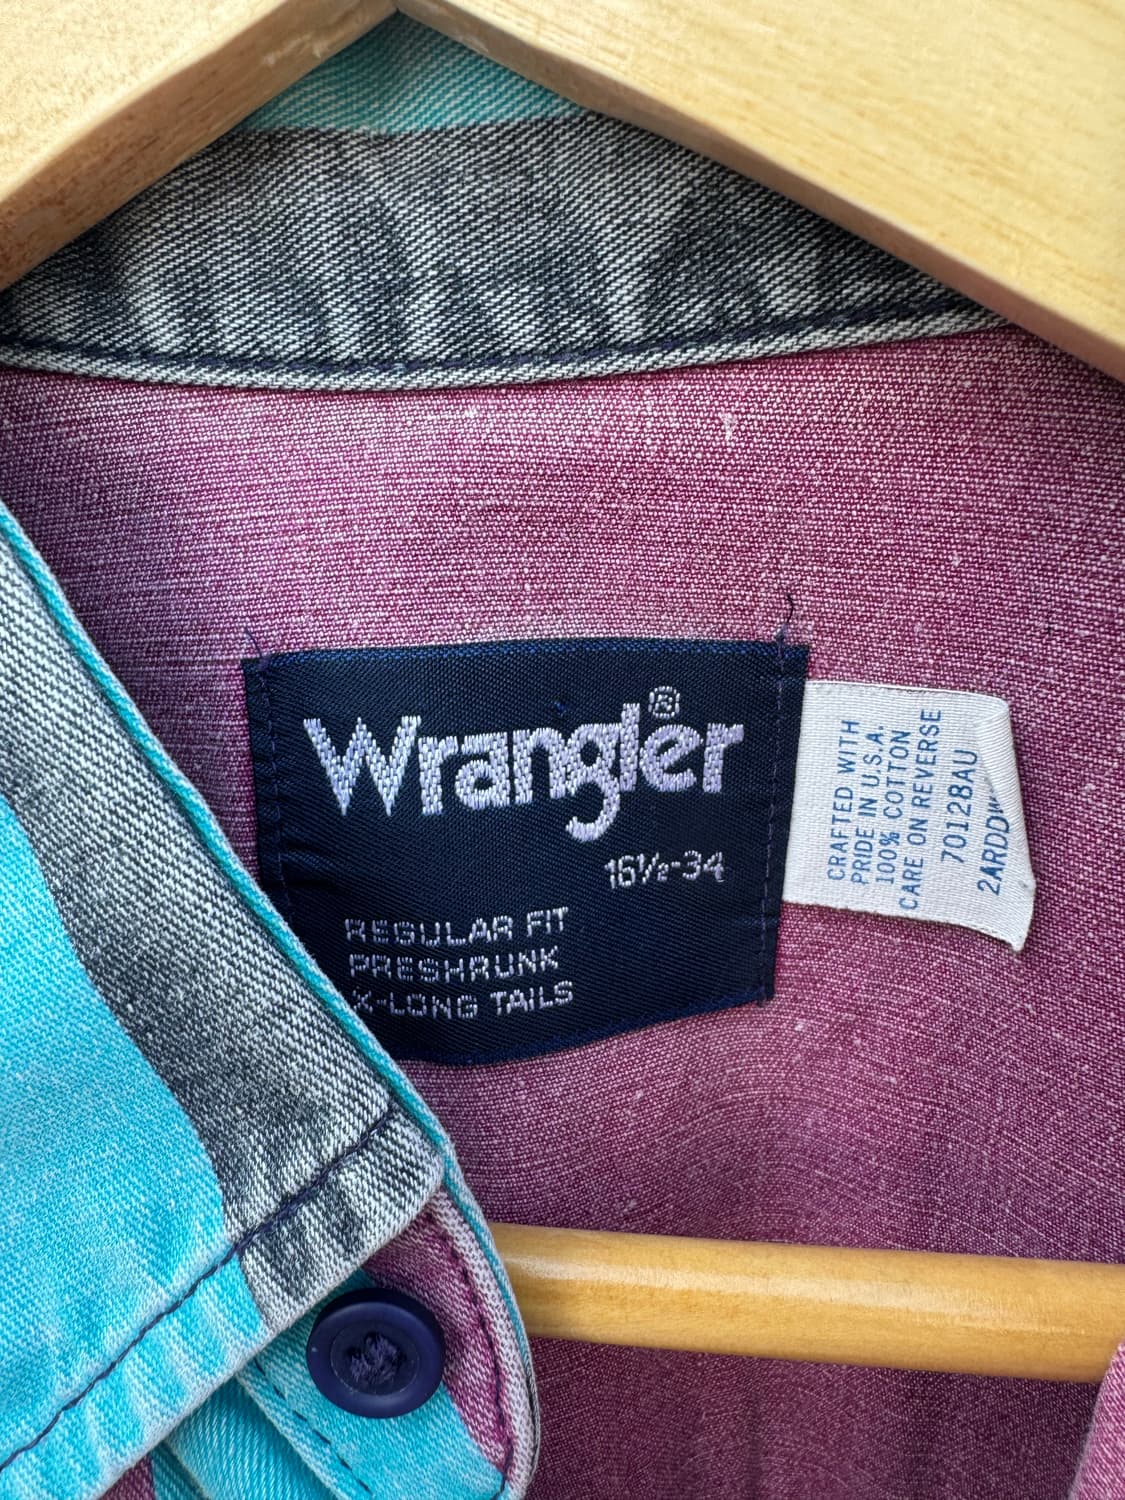 Wrangler®
16½-34
REGULAR FIT
PRESHRUNK
X-LONG TAILS
CRAFTED WITH
PRIDE IN U.S.A.
100% COTTON
CARE ON REVERSE
70128AU